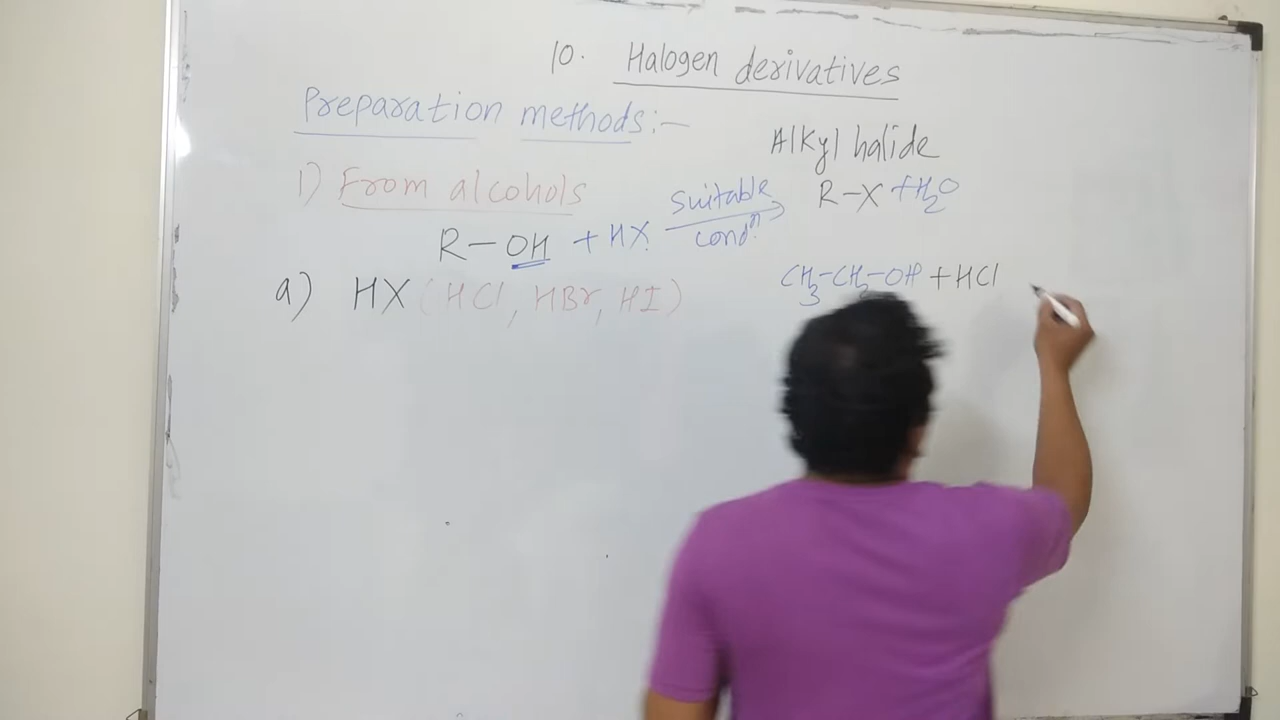 10. Halogen derivatives
Preparation methods:-
Alkyl halide
1) From alcohols
R-OH + HX suitable condn. R-X + H2O
a) HX (HCl, HBr, HI)
CH3-CH2-OH + HCl